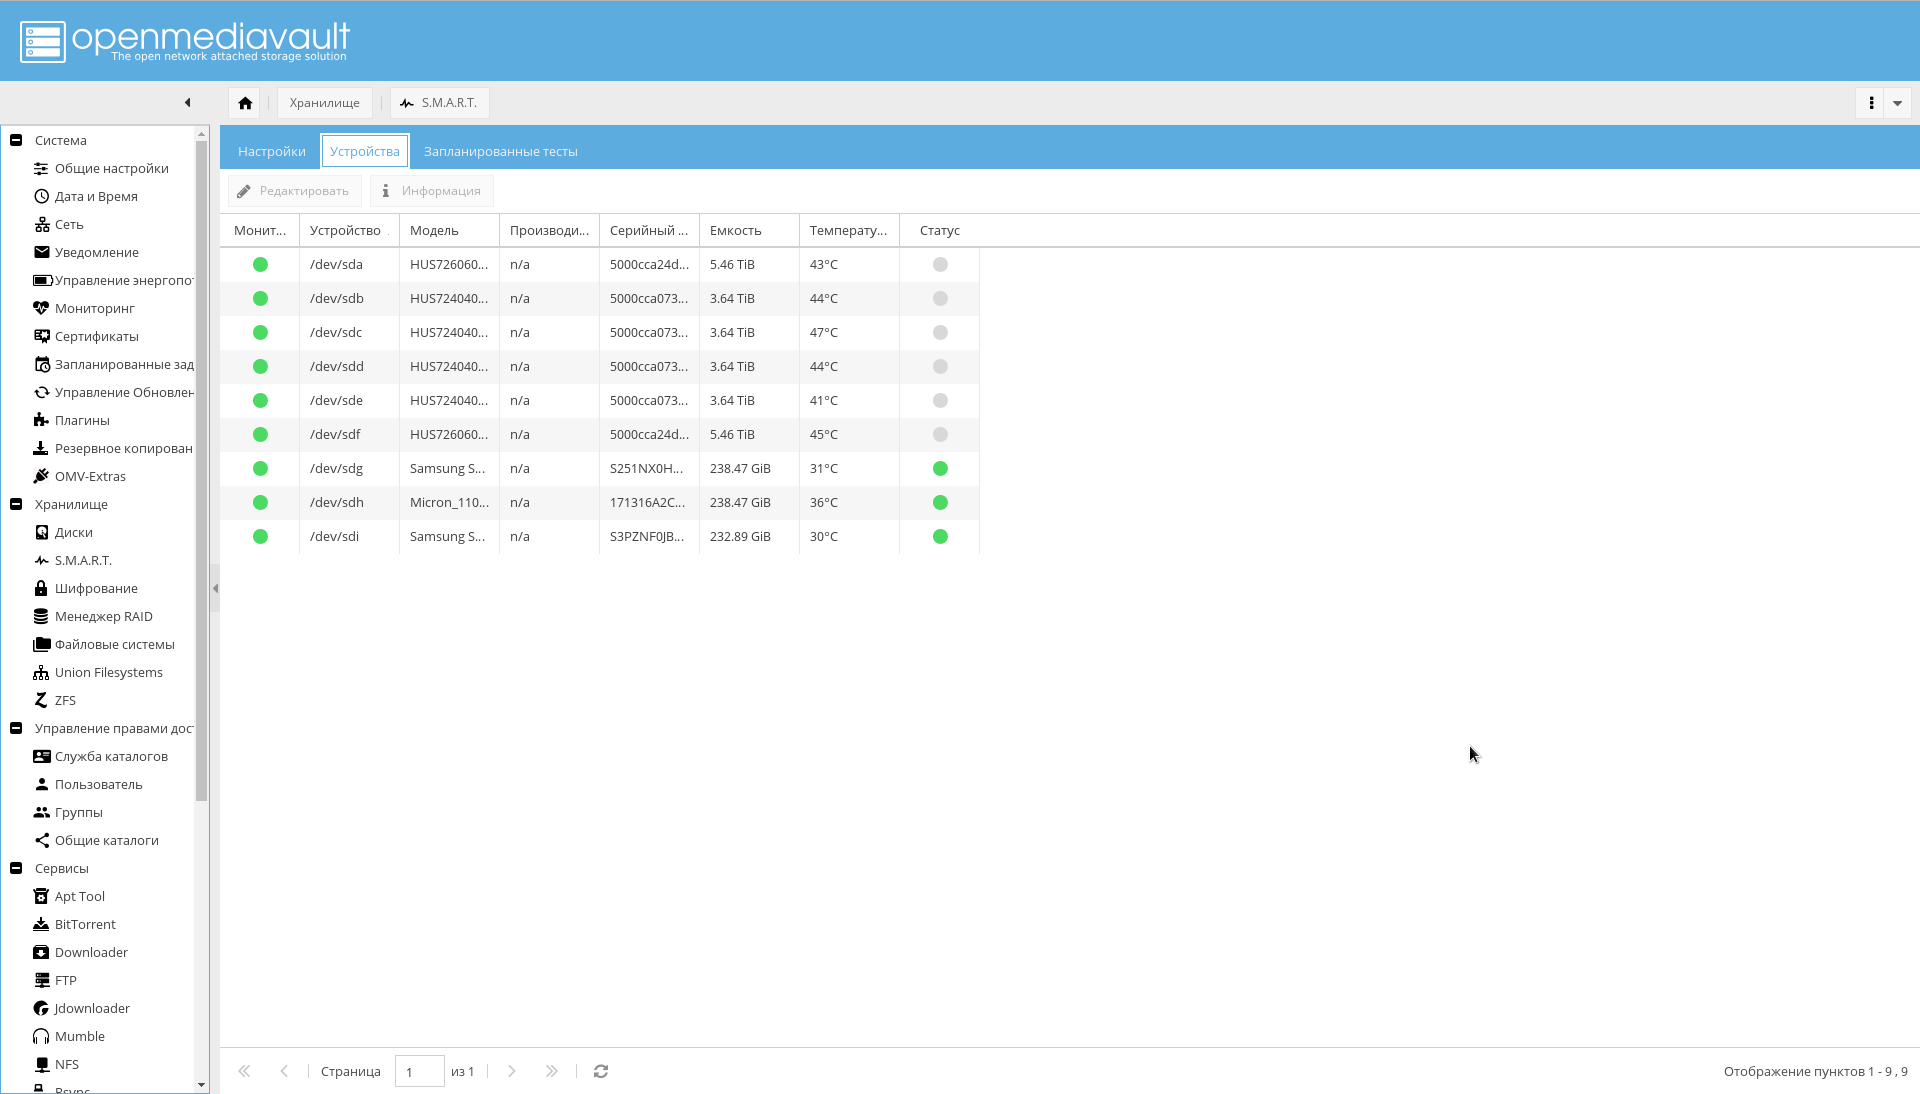 openmediavault
The open network attached storage solution
Хранилище
S.M.A.R.T.
Система
Общие настройки
Дата и Время
Сеть
Уведомление
Управление энергопот
Мониторинг
Сертификаты
Запланированные зад
Управление Обновлен
Плагины
Резервное копирован
OMV-Extras
Хранилище
Диски
S.M.A.R.T.
Шифрование
Менеджер RAID
Файловые системы
Union Filesystems
ZFS
Управление правами дос
Служба каталогов
Пользователь
Группы
Общие каталоги
Сервисы
Apt Tool
BitTorrent
Downloader
FTP
Jdownloader
Mumble
NFS
Rsync
Настройки Устройства Запланированные тесты
Редактировать Информация
Монит... Устройство Модель Производи... Серийный ... Емкость Температу... Статус
/dev/sda HUS726060... n/a 5000cca24d... 5.46 TiB 43°C
/dev/sdb HUS724040... n/a 5000cca073... 3.64 TiB 44°C
/dev/sdc HUS724040... n/a 5000cca073... 3.64 TiB 47°C
/dev/sdd HUS724040... n/a 5000cca073... 3.64 TiB 44°C
/dev/sde HUS724040... n/a 5000cca073... 3.64 TiB 41°C
/dev/sdf HUS726060... n/a 5000cca24d... 5.46 TiB 45°C
/dev/sdg Samsung S... n/a S251NX0H... 238.47 GiB 31°C
/dev/sdh Micron_110... n/a 171316A2C... 238.47 GiB 36°C
/dev/sdi Samsung S... n/a S3PZNF0JB... 232.89 GiB 30°C
Страница 1 из 1
Отображение пунктов 1 - 9 , 9